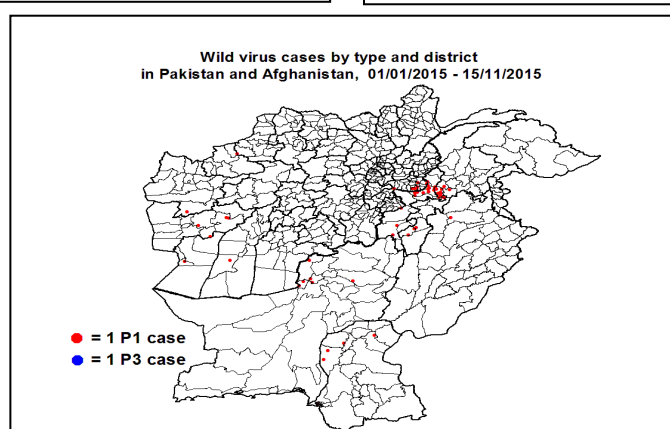 Wild virus cases by type and district
in Pakistan and Afghanistan, 01/01/2015 - 15/11/2015
= 1 P1 case
= 1 P3 case